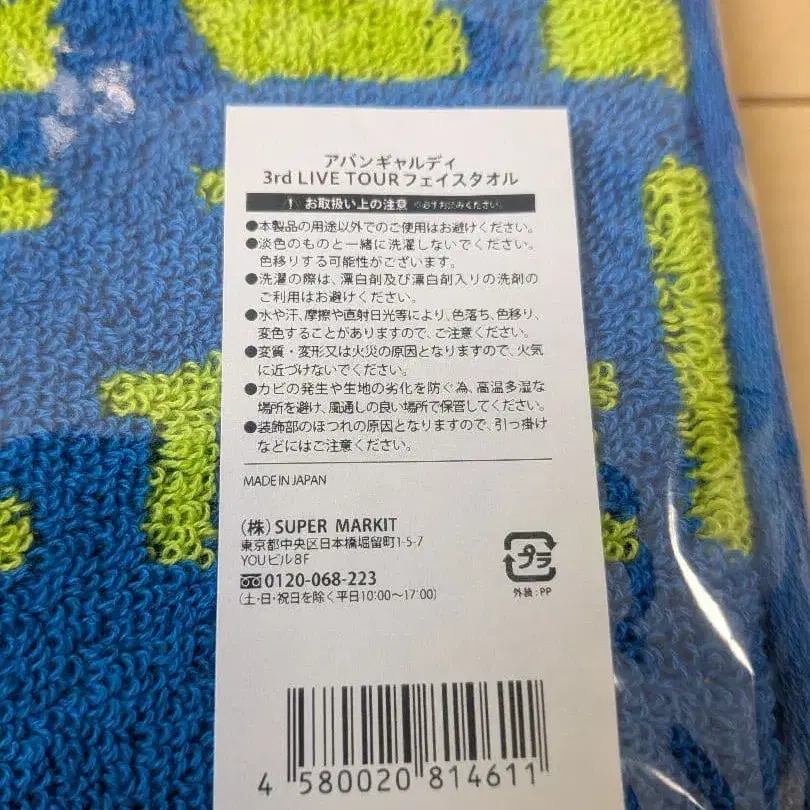 アバンギャルディ
3rd LIVE TOURフェイスタオル
お取扱い上の注意 ※必ずお読みください。
●本製品の用途以外でのご使用はお避けください。
●淡色のものと一緒に洗濯しないでください。
色移りする可能性がございます。
●洗濯の際は、漂白剤及び漂白剤入りの洗剤の
ご利用はお避けください。
●水や汗、摩擦や直射日光等により、色落ち、色移り、
変色することがありますので、ご注意ください。
●変質・変形又は火災の原因となりますので、火気
に近づけないでください。
●カビの発生や生地の劣化を防ぐ為、高温多湿な
場所を避け、風通しの良い場所で保管してください。
●装飾部のほつれの原因となりますので、引っ掛け
などにはご注意ください。
MADE IN JAPAN
(株) SUPER MARKIT
東京都中央区日本橋堀留町1-5-7
YOUビル8F
0120-068-223
(土・日・祝日を除く平日10:00〜17:00)
プラ
外装:PP
4 580020 814611